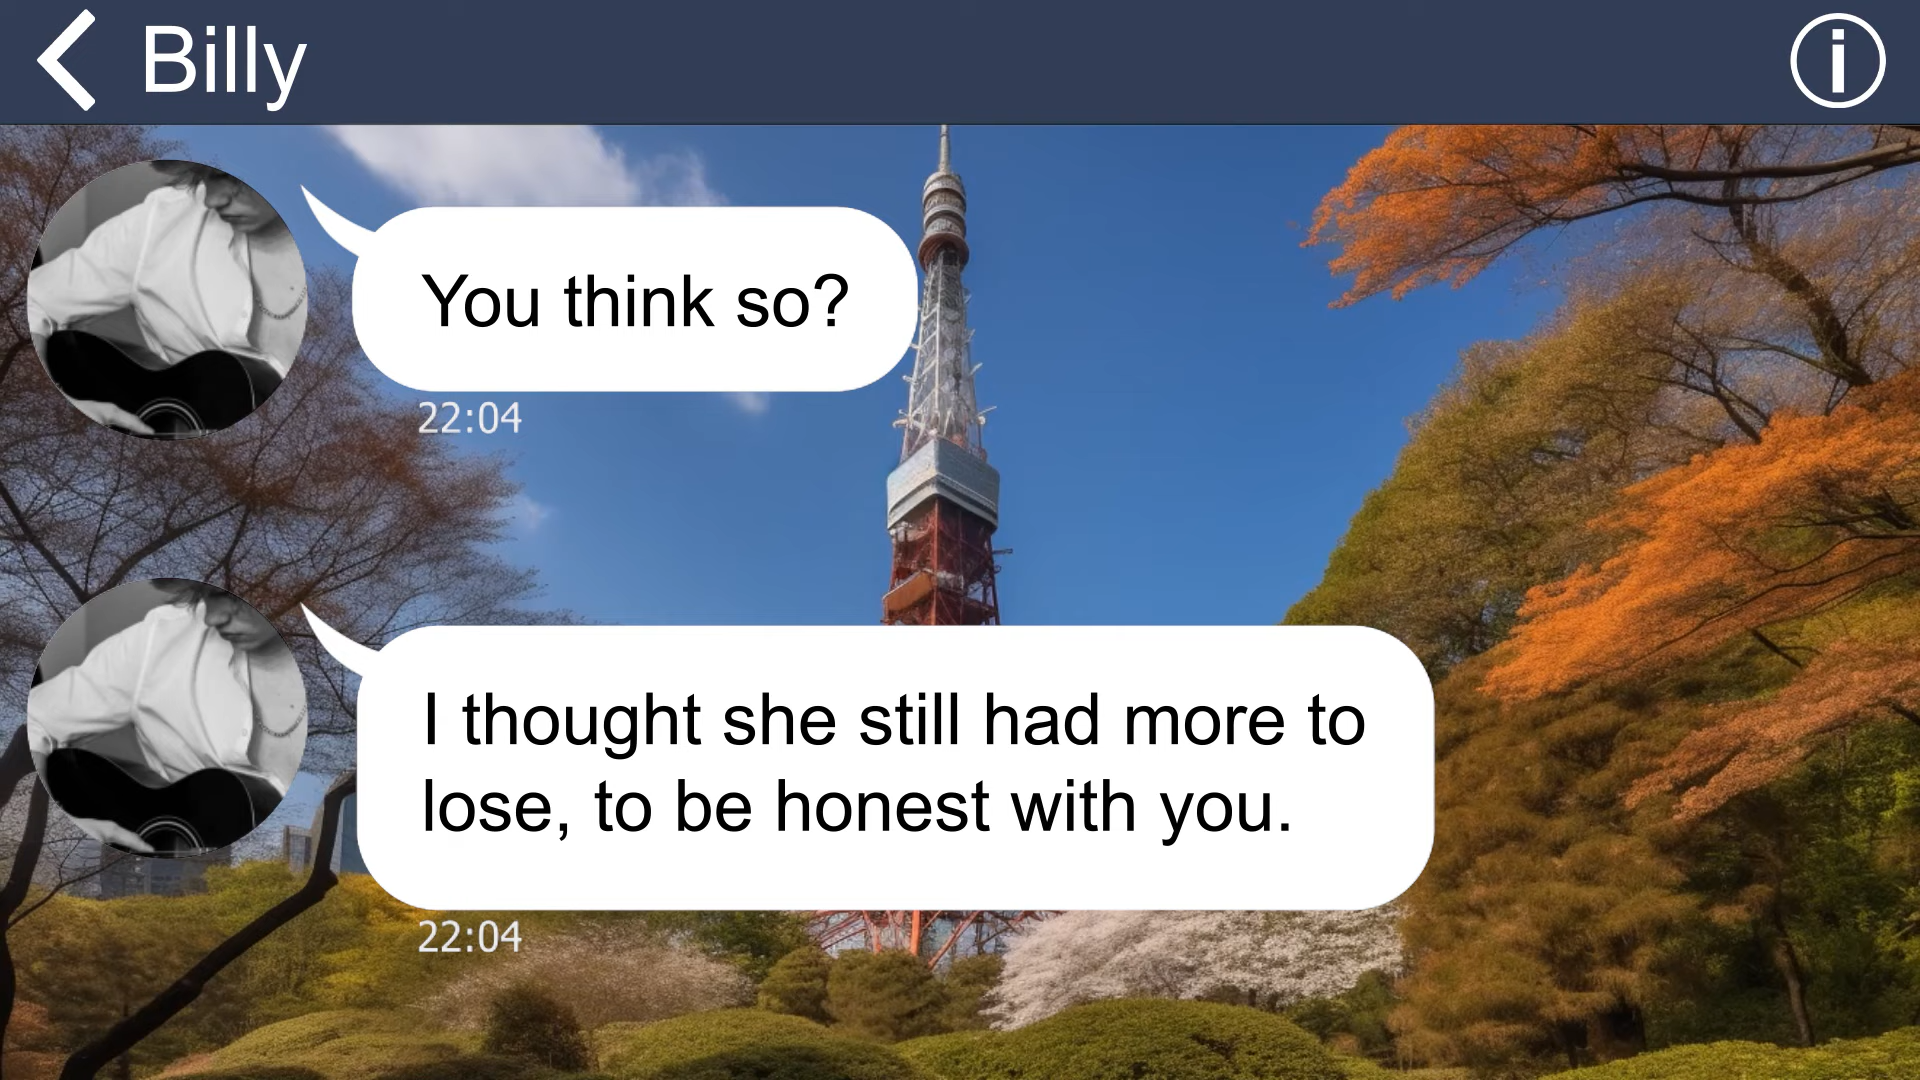 Billy
You think so?
22:04
I thought she still had more to
lose, to be honest with you.
22:04